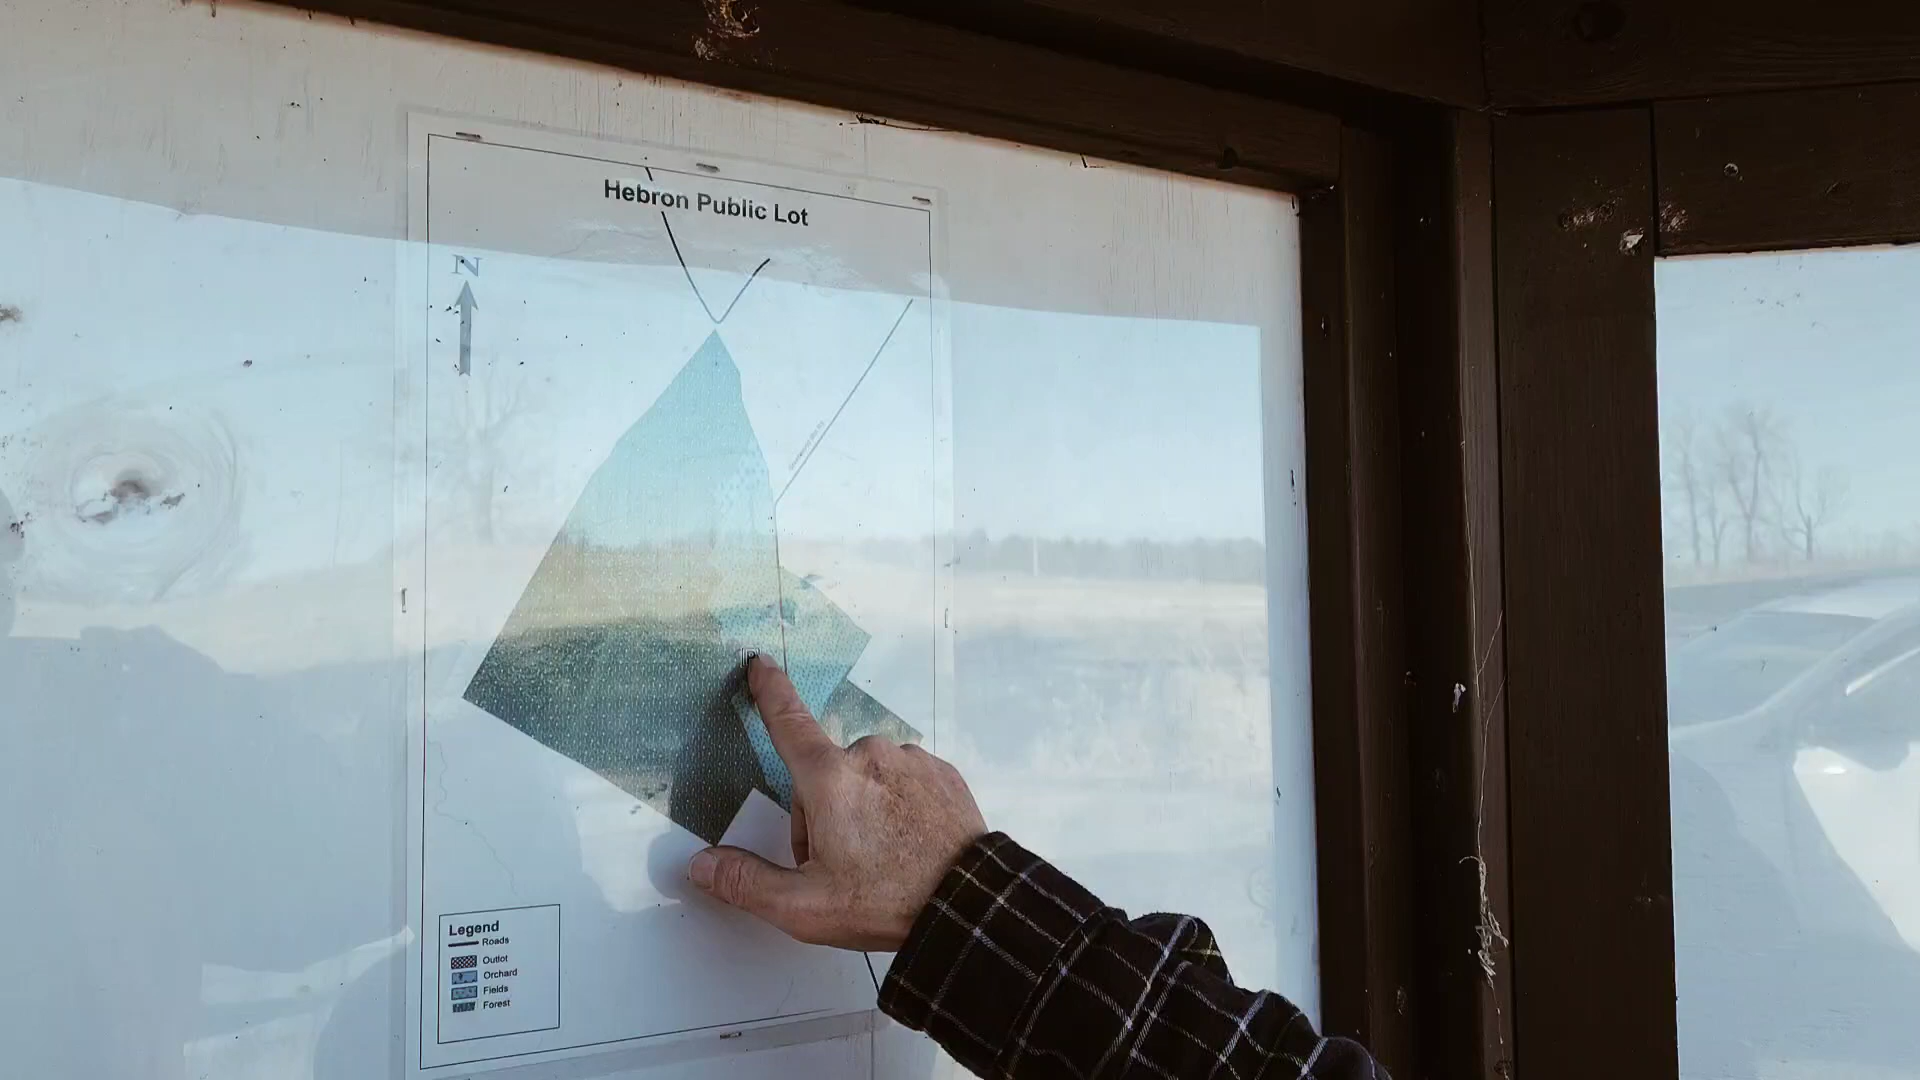 Hebron Public Lot
N
P
Legend
Roads
Outlot
Orchard
Fields
Forest